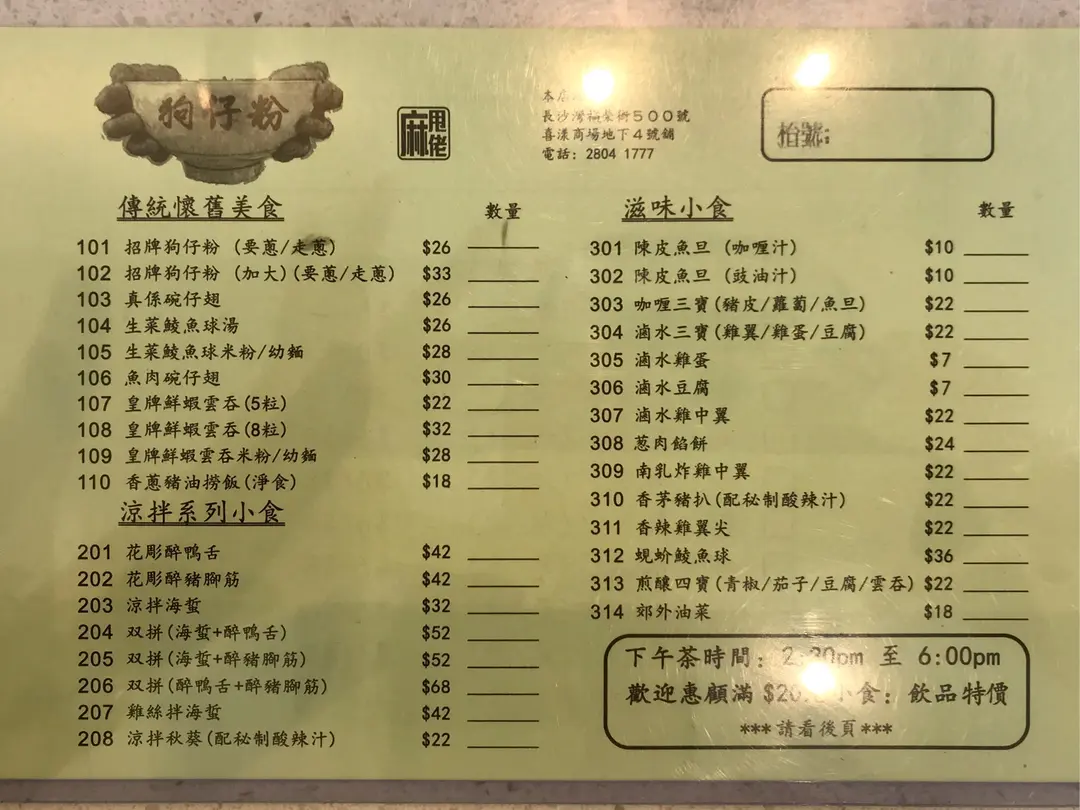 狗仔粉
甩麻佬
本店
長沙灣福榮街500號
喜漾商場地下4號舖
電話: 2804 1777
枱號:
傳統懷舊美食 數量
101 招牌狗仔粉 (要蔥/走蔥) $26
102 招牌狗仔粉 (加大)(要蔥/走蔥) $33
103 真係碗仔翅 $26
104 生菜鯪魚球湯 $26
105 生菜鯪魚球米粉/幼麵 $28
106 魚肉碗仔翅 $30
107 皇牌鮮蝦雲吞(5粒) $22
108 皇牌鮮蝦雲吞(8粒) $32
109 皇牌鮮蝦雲吞米粉/幼麵 $28
110 香蔥豬油撈飯(淨食) $18
涼拌系列小食
201 花彫醉鴨舌 $42
202 花彫醉豬腳筋 $42
203 涼拌海蜇 $32
204 双拼(海蜇+醉鴨舌) $52
205 双拼(海蜇+醉豬腳筋) $52
206 双拼(醉鴨舌+醉豬腳筋) $68
207 雞絲拌海蜇 $42
208 涼拌秋葵(配秘制酸辣汁) $22
滋味小食 數量
301 陳皮魚旦 (咖喱汁) $10
302 陳皮魚旦 (豉油汁) $10
303 咖喱三寶(豬皮/蘿蔔/魚旦) $22
304 滷水三寶(雞翼/雞蛋/豆腐) $22
305 滷水雞蛋 $7
306 滷水豆腐 $7
307 滷水雞中翼 $22
308 蔥肉餡餅 $24
309 南乳炸雞中翼 $22
310 香茅豬扒(配秘制酸辣汁) $22
311 香辣雞翼尖 $22
312 蜆蚧鯪魚球 $36
313 煎釀四寶(青椒/茄子/豆腐/雲吞) $22
314 郊外油菜 $18
下午茶時間: 2:30pm 至 6:00pm
歡迎惠顧滿 $20 小食: 飲品特價
***請看後頁***